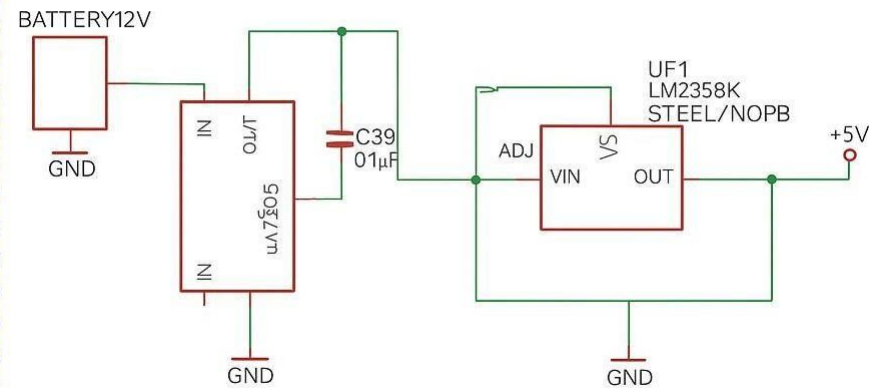 BATTERY12V
GND
IN
OUT
uA7805
IN
GND
C39
01µF
ADJ
VIN
VS
OUT
UF1
LM2358K
STEEL/NOPB
+5V
GND